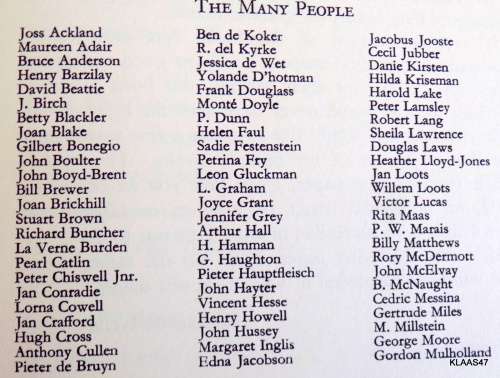 THE MANY PEOPLE
Joss Ackland
Maureen Adair
Bruce Anderson
Henry Barzilay
David Beattie
J. Birch
Betty Blackler
Joan Blake
Gilbert Bonegio
John Boulter
John Boyd-Brent
Bill Brewer
Joan Brickhill
Stuart Brown
Richard Buncher
La Verne Burden
Pearl Catlin
Peter Chiswell Jnr.
Jan Conradie
Lorna Cowell
Jan Crafford
Hugh Cross
Anthony Cullen
Pieter de Bruyn
Ben de Koker
R. del Kyrke
Jessica de Wet
Yolande D'hotman
Frank Douglass
Monté Doyle
P. Dunn
Helen Faul
Sadie Festenstein
Petrina Fry
Leon Gluckman
L. Graham
Joyce Grant
Jennifer Grey
Arthur Hall
H. Hamman
G. Haughton
Pieter Hauptfleisch
John Hayter
Vincent Hesse
Henry Howell
John Hussey
Margaret Inglis
Edna Jacobson
Jacobus Jooste
Cecil Jubber
Danie Kirsten
Hilda Kriseman
Harold Lake
Peter Lamsley
Robert Lang
Sheila Lawrence
Douglas Laws
Heather Lloyd-Jones
Jan Loots
Willem Loots
Victor Lucas
Rita Maas
P. W. Marais
Billy Matthews
Rory McDermott
John McElvay
B. McNaught
Cedric Messina
Gertrude Miles
M. Millstein
George Moore
Gordon Mulholland
KLAAS47